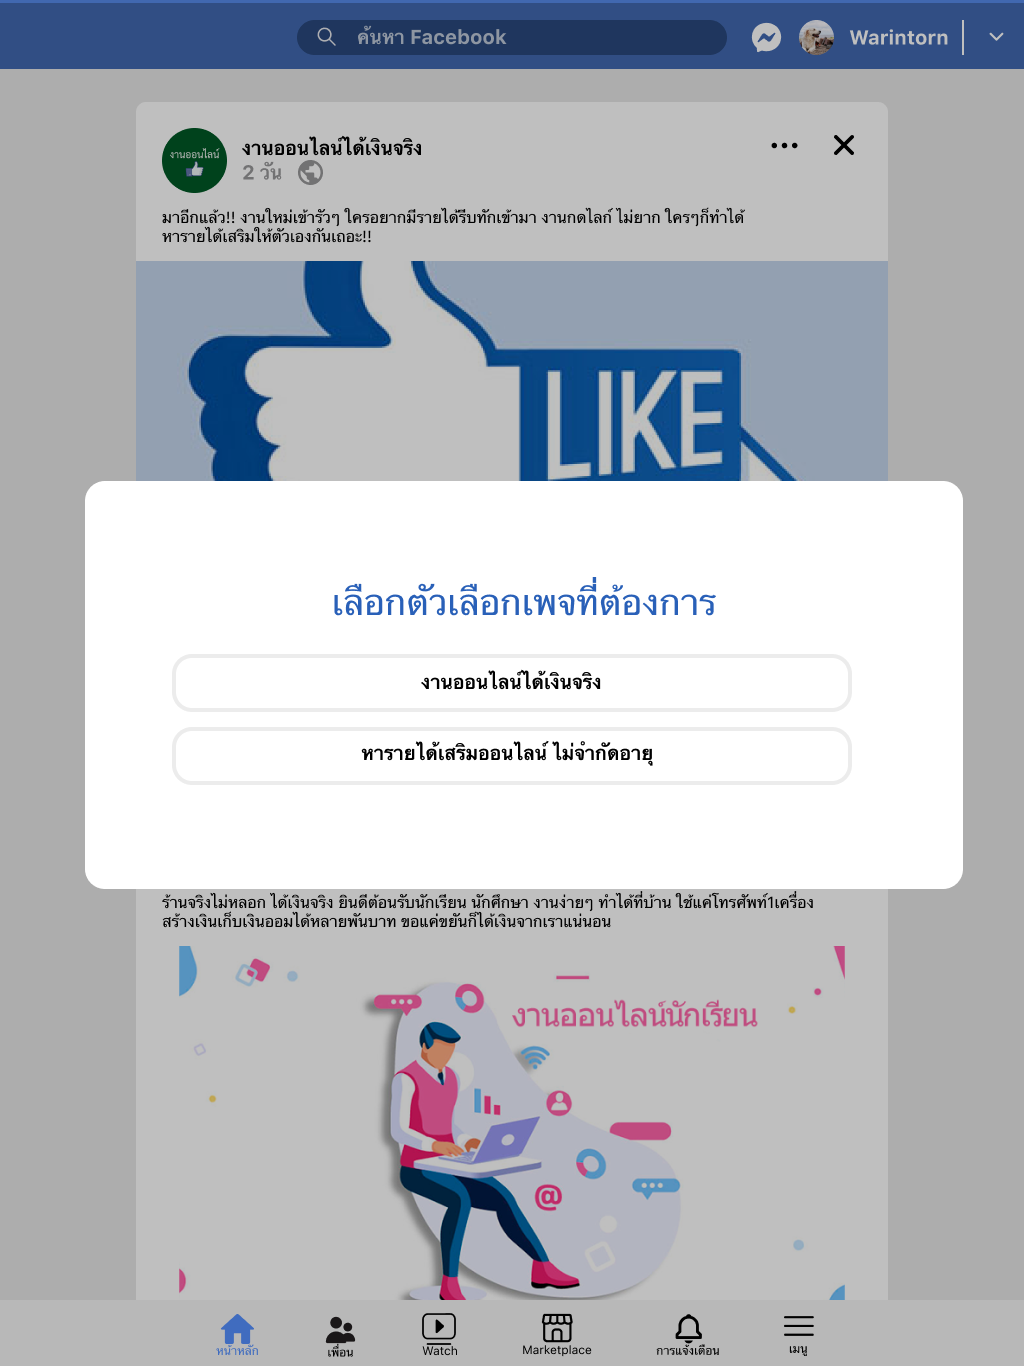 ค้นหา Facebook
Warintorn
งานออนไลน์
งานออนไลน์ได้เงินจริง
2 วัน
มาอีกแล้ว!! งานใหม่เข้ารัวๆ ใครอยากมีรายได้รีบทักเข้ามา งานกดไลก์ ไม่ยาก ใครๆก็ทำได้
หารายได้เสริมให้ตัวเองกันเถอะ!!
LIKE
เลือกตัวเลือกเพจที่ต้องการ
งานออนไลน์ได้เงินจริง
หารายได้เสริมออนไลน์ ไม่จำกัดอายุ
ร้านจริงไม่หลอก ได้เงินจริง ยินดีต้อนรับนักเรียน นักศึกษา งานง่ายๆ ทำได้ที่บ้าน ใช้แค่โทรศัพท์1เครื่อง
สร้างเงินเก็บเงินออมได้หลายพันบาท ขอแค่ขยันก็ได้เงินจากเราแน่นอน
งานออนไลน์นักเรียน
@
หน้าหลัก
เพื่อน
Watch
Marketplace
การแจ้งเตือน
เมนู